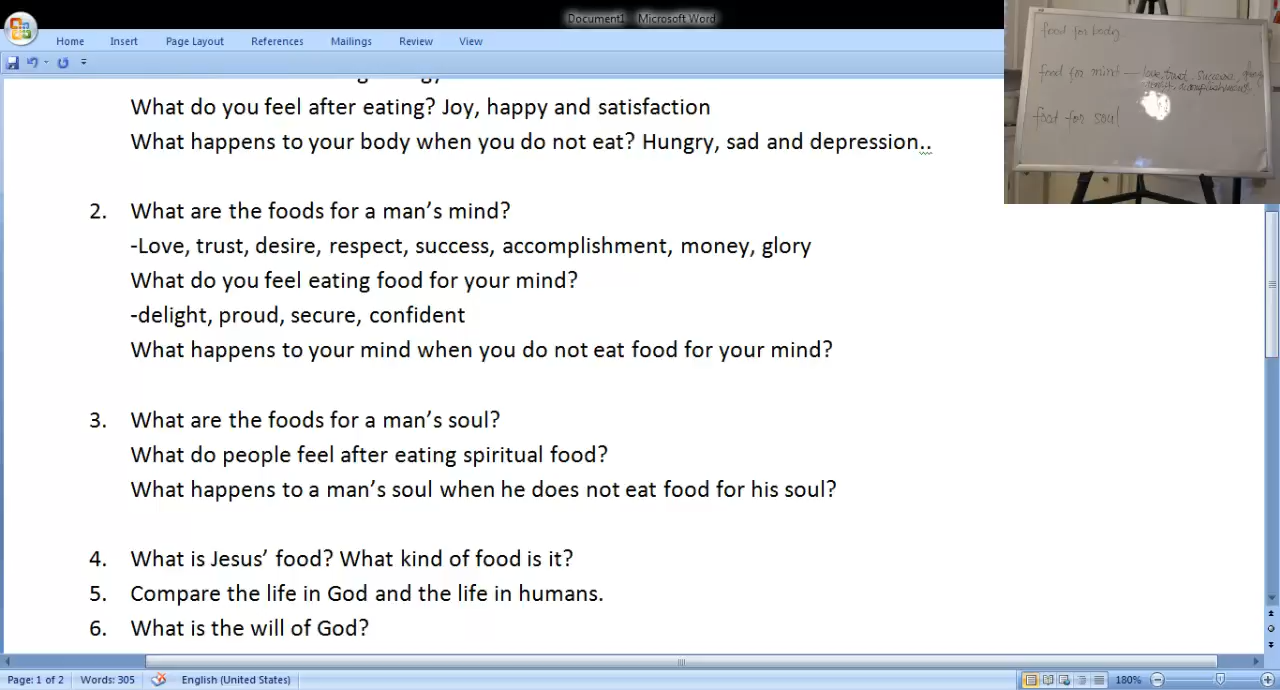 Document1 - Microsoft Word
Home Insert Page Layout References Mailings Review View
What do you feel after eating? Joy, happy and satisfaction
What happens to your body when you do not eat? Hungry, sad and depression..
2. What are the foods for a man's mind?
-Love, trust, desire, respect, success, accomplishment, money, glory
What do you feel eating food for your mind?
-delight, proud, secure, confident
What happens to your mind when you do not eat food for your mind?
3. What are the foods for a man's soul?
What do people feel after eating spiritual food?
What happens to a man's soul when he does not eat food for his soul?
4. What is Jesus' food? What kind of food is it?
5. Compare the life in God and the life in humans.
6. What is the will of God?
Page: 1 of 2 Words: 305 English (United States) 180%
food for body
food for mind — love, trust, success,
accomplishment
food for soul